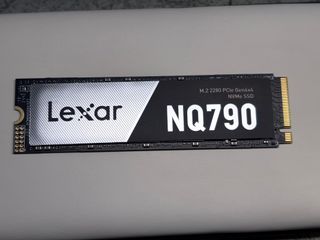 Lexar
M.2 2280 PCIe Gen4x4
NVMe SSD
NQ790